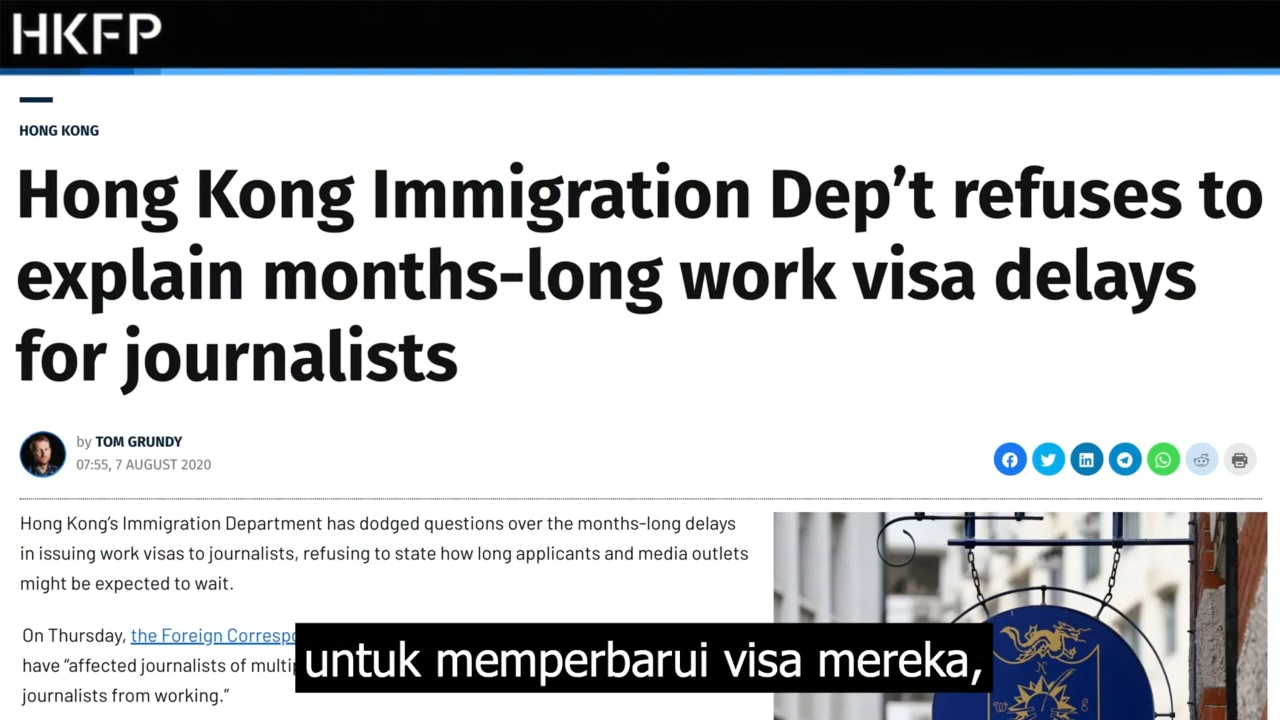 HKFP
HONG KONG
Hong Kong Immigration Dep’t refuses to
explain months-long work visa delays
for journalists
by TOM GRUNDY
07:55, 7 AUGUST 2020
Hong Kong’s Immigration Department has dodged questions over the months-long delays
in issuing work visas to journalists, refusing to state how long applicants and media outlets
might be expected to wait.
On Thursday, the Foreign
have “affected journalists of
journalists from working.”
untuk memperbarui visa mereka,
N
W
8